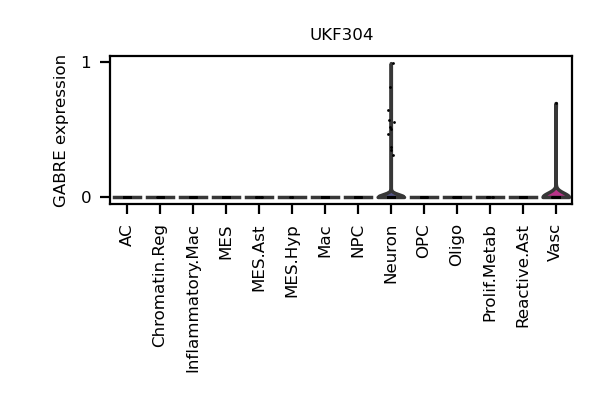 UKF304
GABRE expression
1
0
AC
Chromatin.Reg
Inflammatory.Mac
MES
MES.Ast
MES.Hyp
Mac
NPC
Neuron
OPC
Oligo
Prolif.Metab
Reactive.Ast
Vasc